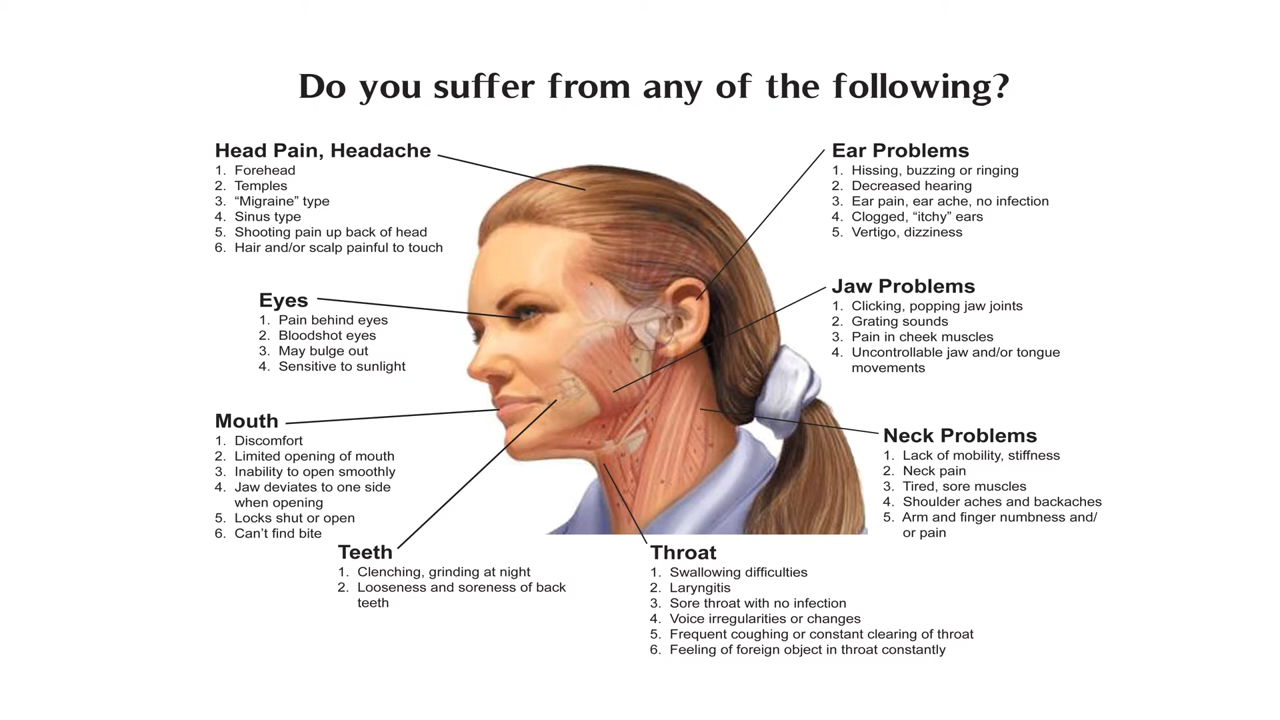 Do you suffer from any of the following?
Head Pain, Headache
1. Forehead
2. Temples
3. “Migraine” type
4. Sinus type
5. Shooting pain up back of head
6. Hair and/or scalp painful to touch
Eyes
1. Pain behind eyes
2. Bloodshot eyes
3. May bulge out
4. Sensitive to sunlight
Mouth
1. Discomfort
2. Limited opening of mouth
3. Inability to open smoothly
4. Jaw deviates to one side
when opening
5. Locks shut or open
6. Can’t find bite
Teeth
1. Clenching, grinding at night
2. Looseness and soreness of back
teeth
Ear Problems
1. Hissing, buzzing or ringing
2. Decreased hearing
3. Ear pain, ear ache, no infection
4. Clogged, “itchy” ears
5. Vertigo, dizziness
Jaw Problems
1. Clicking, popping jaw joints
2. Grating sounds
3. Pain in cheek muscles
4. Uncontrollable jaw and/or tongue
movements
Neck Problems
1. Lack of mobility, stiffness
2. Neck pain
3. Tired, sore muscles
4. Shoulder aches and backaches
5. Arm and finger numbness and/
or pain
Throat
1. Swallowing difficulties
2. Laryngitis
3. Sore throat with no infection
4. Voice irregularities or changes
5. Frequent coughing or constant clearing of throat
6. Feeling of foreign object in throat constantly